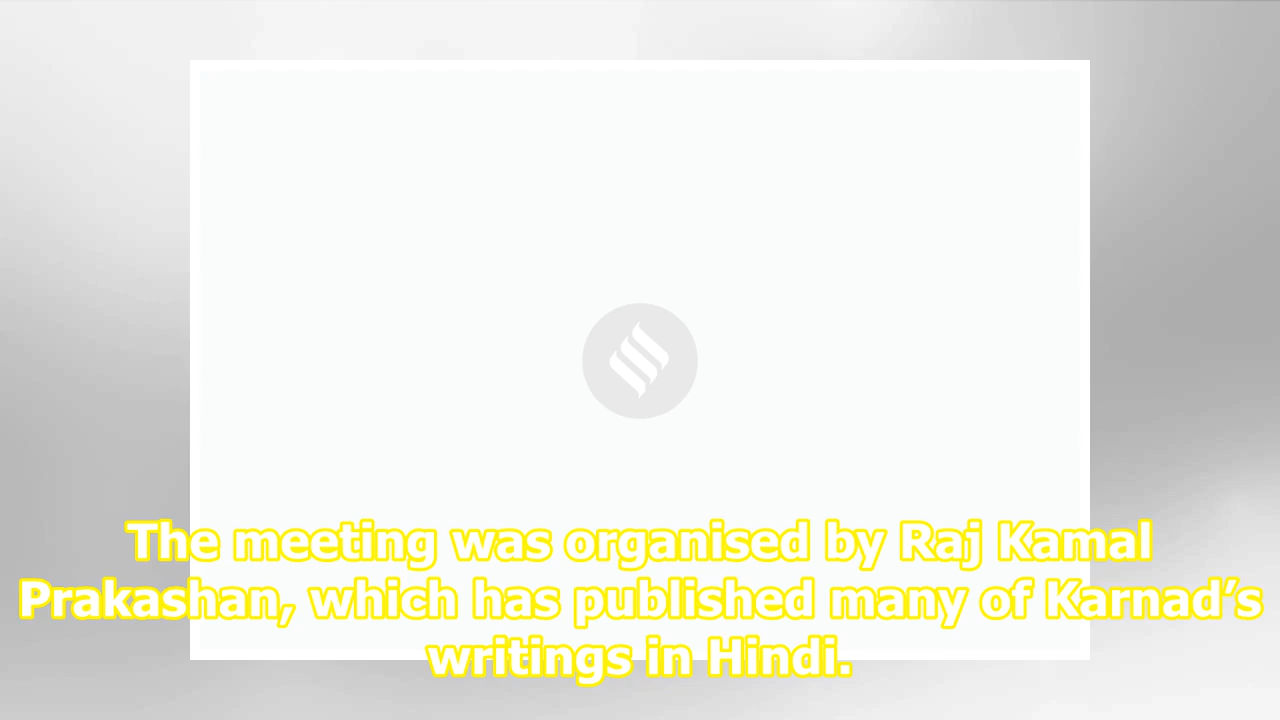 The meeting was organised by Raj Kamal
Prakashan, which has published many of Karnad’s
writings in Hindi.